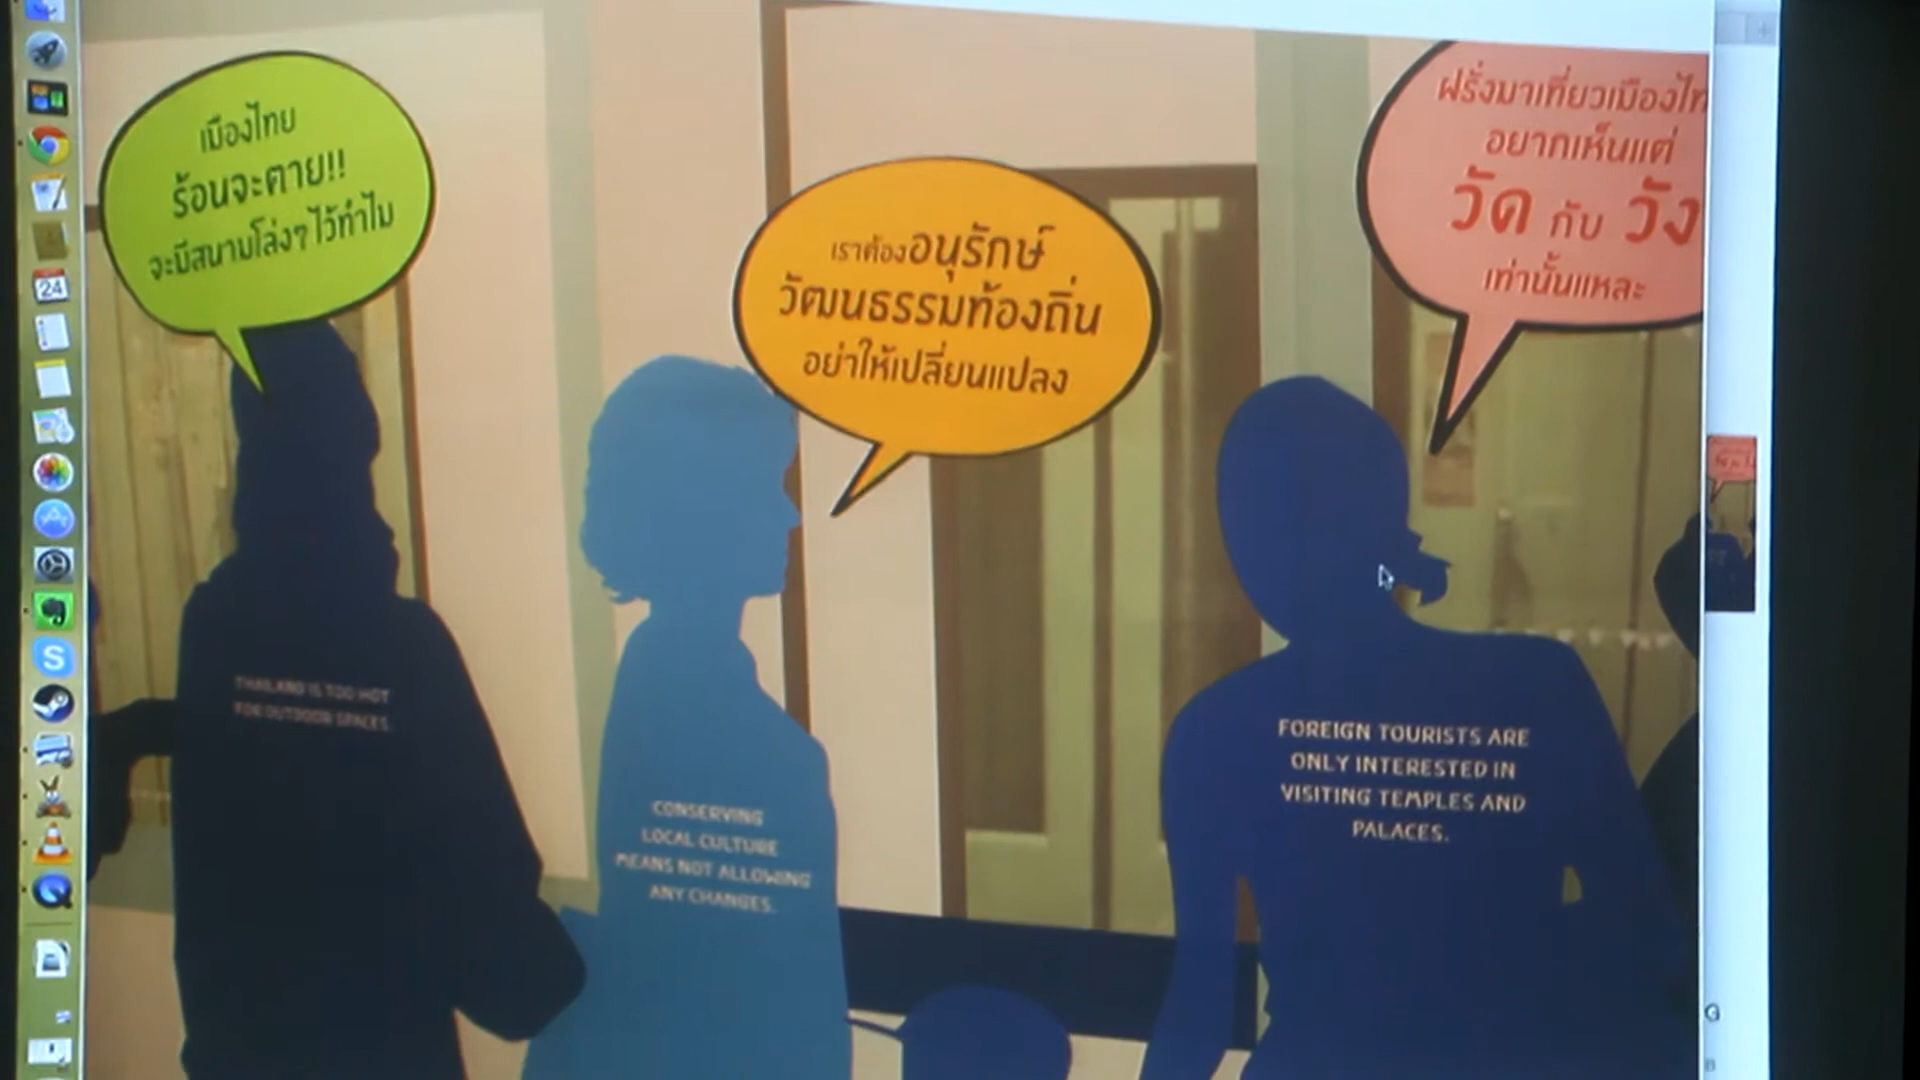 เมืองไทย
ร้อนจะตาย!!
จะมีสนามโล่งๆ ไว้ทำไม
เราต้องอนุรักษ์
วัฒนธรรมท้องถิ่น
อย่าให้เปลี่ยนแปลง
ฝรั่งมาเที่ยวเมืองไท
อยากเห็นแต่
วัด กับ วัง
เท่านั้นแหละ
THAILAND IS TOO HOT
FOR OUTDOOR SPACES.
CONSERVING
LOCAL CULTURE
MEANS NOT ALLOWING
ANY CHANGES.
FOREIGN TOURISTS ARE
ONLY INTERESTED IN
VISITING TEMPLES AND
PALACES.
24